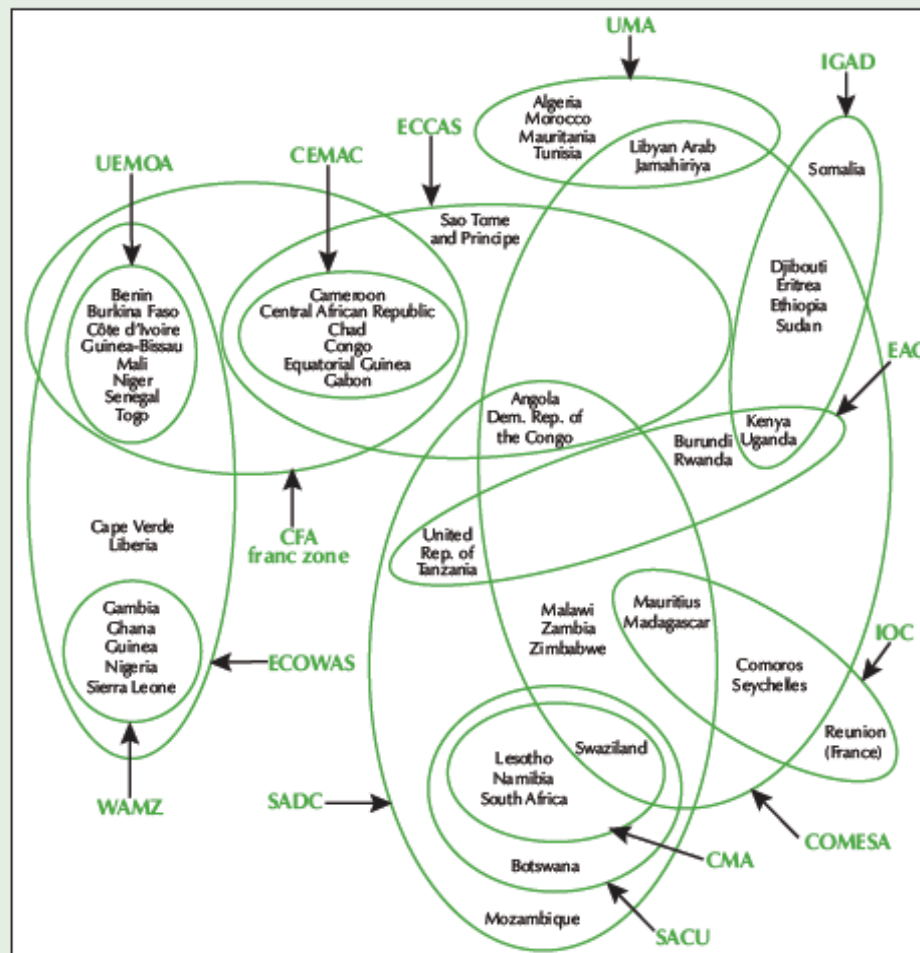 UMA
IGAD
Algeria
Morocco
Mauritania
Tunisia
Libyan Arab
Jamahiriya
Somalia
ECCAS
CEMAC
UEMOA
Sao Tome
and Principe
Djibouti
Eritrea
Ethiopia
Sudan
Benin
Burkina Faso
Côte d'Ivoire
Guinea-Bissau
Mali
Niger
Senegal
Togo
Cameroon
Central African Republic
Chad
Congo
Equatorial Guinea
Gabon
EAC
Angola
Dem. Rep. of
the Congo
Burundi
Rwanda
Kenya
Uganda
CFA
franc zone
Cape Verde
Liberia
United
Rep. of
Tanzania
Gambia
Ghana
Guinea
Nigeria
Sierra Leone
ECOWAS
Malawi
Zambia
Zimbabwe
Mauritius
Madagascar
IOC
Comoros
Seychelles
Reunion
(France)
Swaziland
Lesotho
Namibia
South Africa
WAMZ
SADC
COMESA
CMA
Botswana
Mozambique
SACU